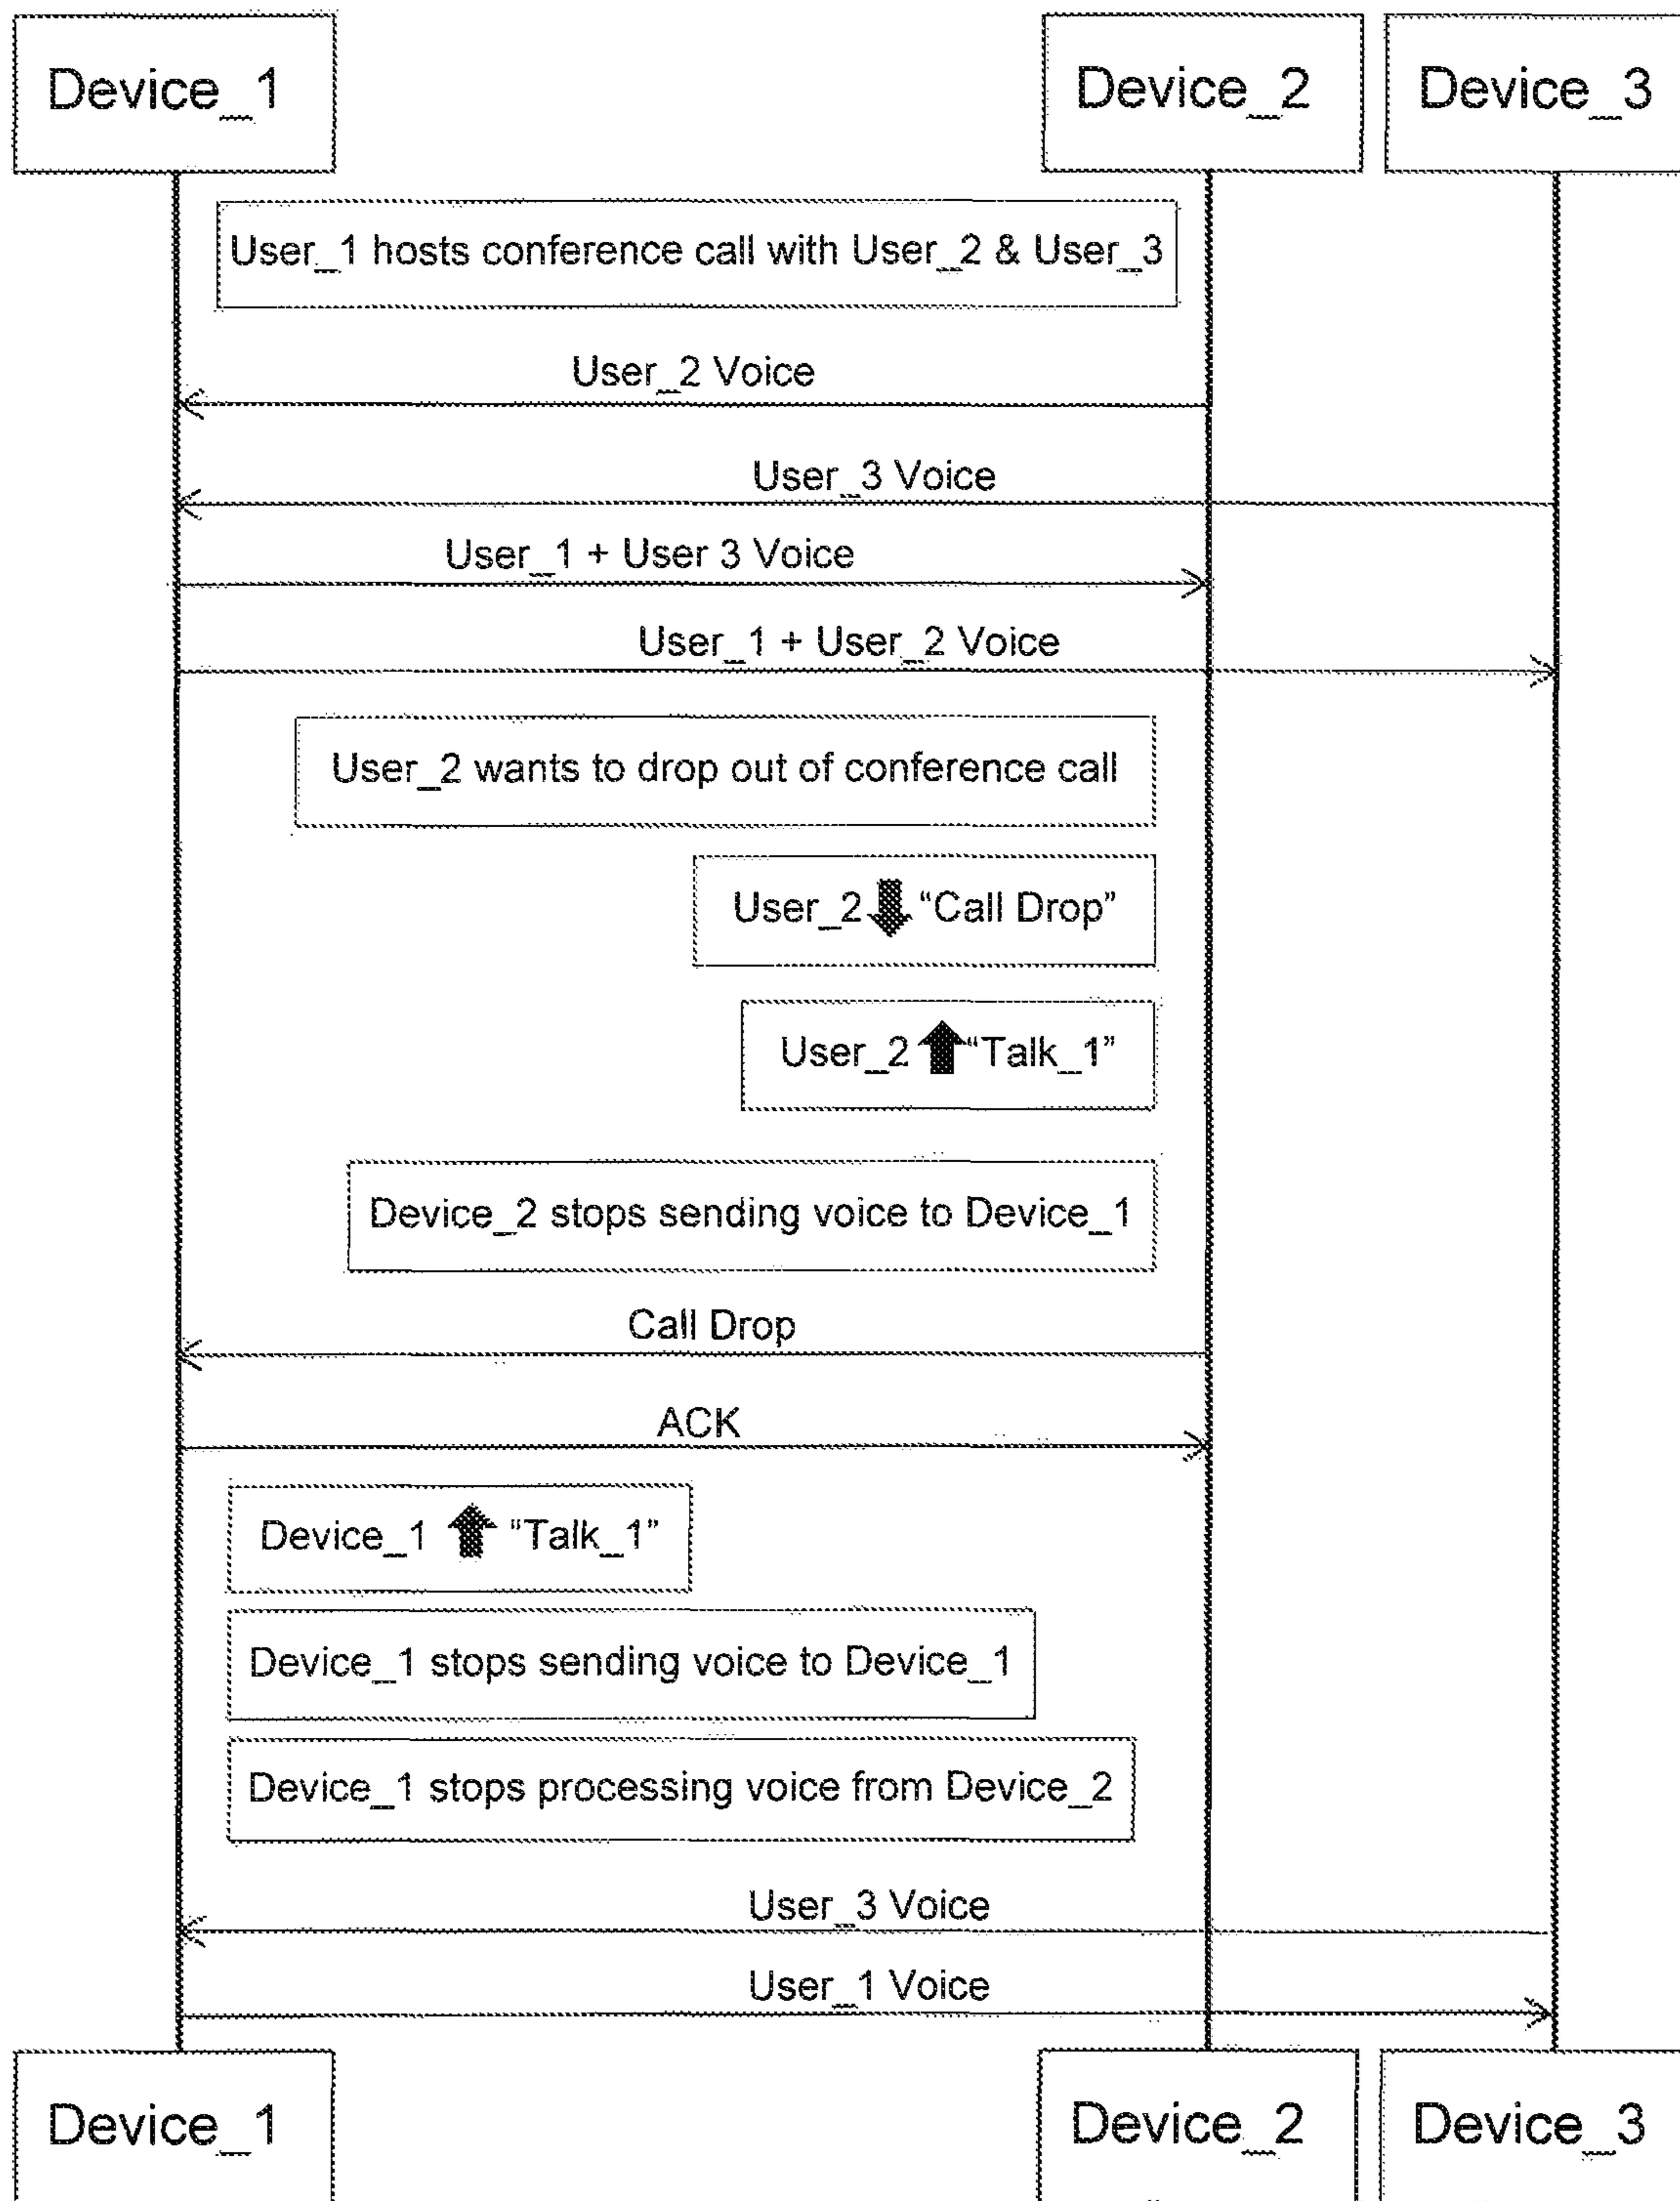 Device_1
Device_2
Device_3
User_1 hosts conference call with User_2 & User_3
User_2 Voice
User_3 Voice
User_1 + User 3 Voice
User_1 + User_2 Voice
User_2 wants to drop out of conference call
User_2 “Call Drop”
User_2 “Talk_1”
Device_2 stops sending voice to Device_1
Call Drop
ACK
Device_1 “Talk_1”
Device_1 stops sending voice to Device_1
Device_1 stops processing voice from Device_2
User_3 Voice
User_1 Voice
Device_1
Device_2
Device_3